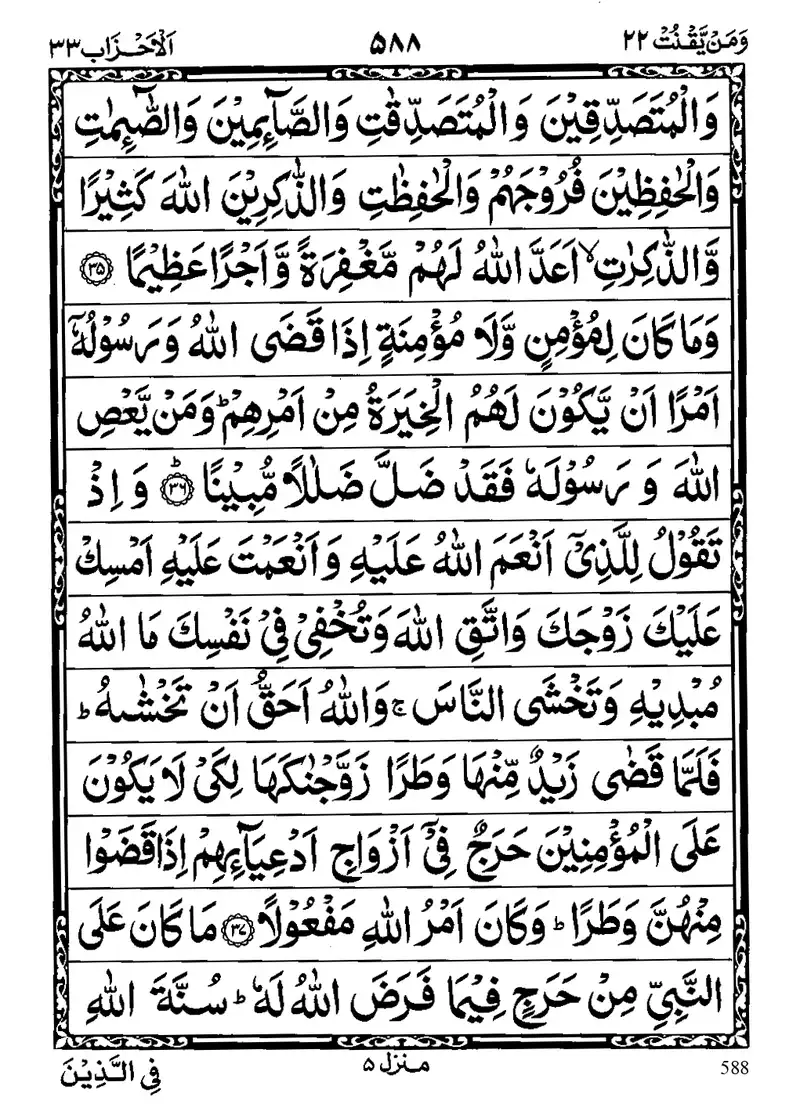 وَمَنْ يَّقْنُتْ ٢٢ ٥٨٨ اَلْاَحْزَاب ٣٣
وَالْمُتَصَدِّقِيْنَ وَالْمُتَصَدِّقٰتِ وَالصَّآئِمِيْنَ وَالصّٰٓئِمٰتِ
وَالْحٰفِظِيْنَ فُرُوْجَهُمْ وَالْحٰفِظٰتِ وَالذّٰكِرِيْنَ اللّٰهَ كَثِيْرًا
وَّالذّٰكِرٰتِ ۙ اَعَدَّ اللّٰهُ لَهُمْ مَّغْفِرَةً وَّاَجْرًا عَظِيْمًا ﴿٣٥﴾
وَمَا كَانَ لِمُؤْمِنٍ وَّلَا مُؤْمِنَةٍ اِذَا قَضَى اللّٰهُ وَرَسُوْلُهٗٓ
اَمْرًا اَنْ يَّكُوْنَ لَهُمُ الْخِيَرَةُ مِنْ اَمْرِهِمْ ؕ وَمَنْ يَّعْصِ
اللّٰهَ وَرَسُوْلَهٗ فَقَدْ ضَلَّ ضَلٰلًا مُّبِيْنًا ؕ﴿٣٦﴾ وَاِذْ
تَقُوْلُ لِلَّذِيْٓ اَنْعَمَ اللّٰهُ عَلَيْهِ وَاَنْعَمْتَ عَلَيْهِ اَمْسِكْ
عَلَيْكَ زَوْجَكَ وَاتَّقِ اللّٰهَ وَتُخْفِيْ فِيْ نَفْسِكَ مَا اللّٰهُ
مُبْدِيْهِ وَتَخْشَى النَّاسَ ۚ وَاللّٰهُ اَحَقُّ اَنْ تَخْشٰىهُ ؕ
فَلَمَّا قَضٰى زَيْدٌ مِّنْهَا وَطَرًا زَوَّجْنٰكَهَا لِكَيْ لَا يَكُوْنَ
عَلَى الْمُؤْمِنِيْنَ حَرَجٌ فِيْٓ اَزْوَاجِ اَدْعِيَآئِهِمْ اِذَا قَضَوْا
مِنْهُنَّ وَطَرًا ؕ وَكَانَ اَمْرُ اللّٰهِ مَفْعُوْلًا ﴿٣٧﴾ مَا كَانَ عَلَى
النَّبِيِّ مِنْ حَرَجٍ فِيْمَا فَرَضَ اللّٰهُ لَهٗ ؕ سُنَّةَ اللّٰهِ
فِي الَّذِيْنَ منزل ٥ 588